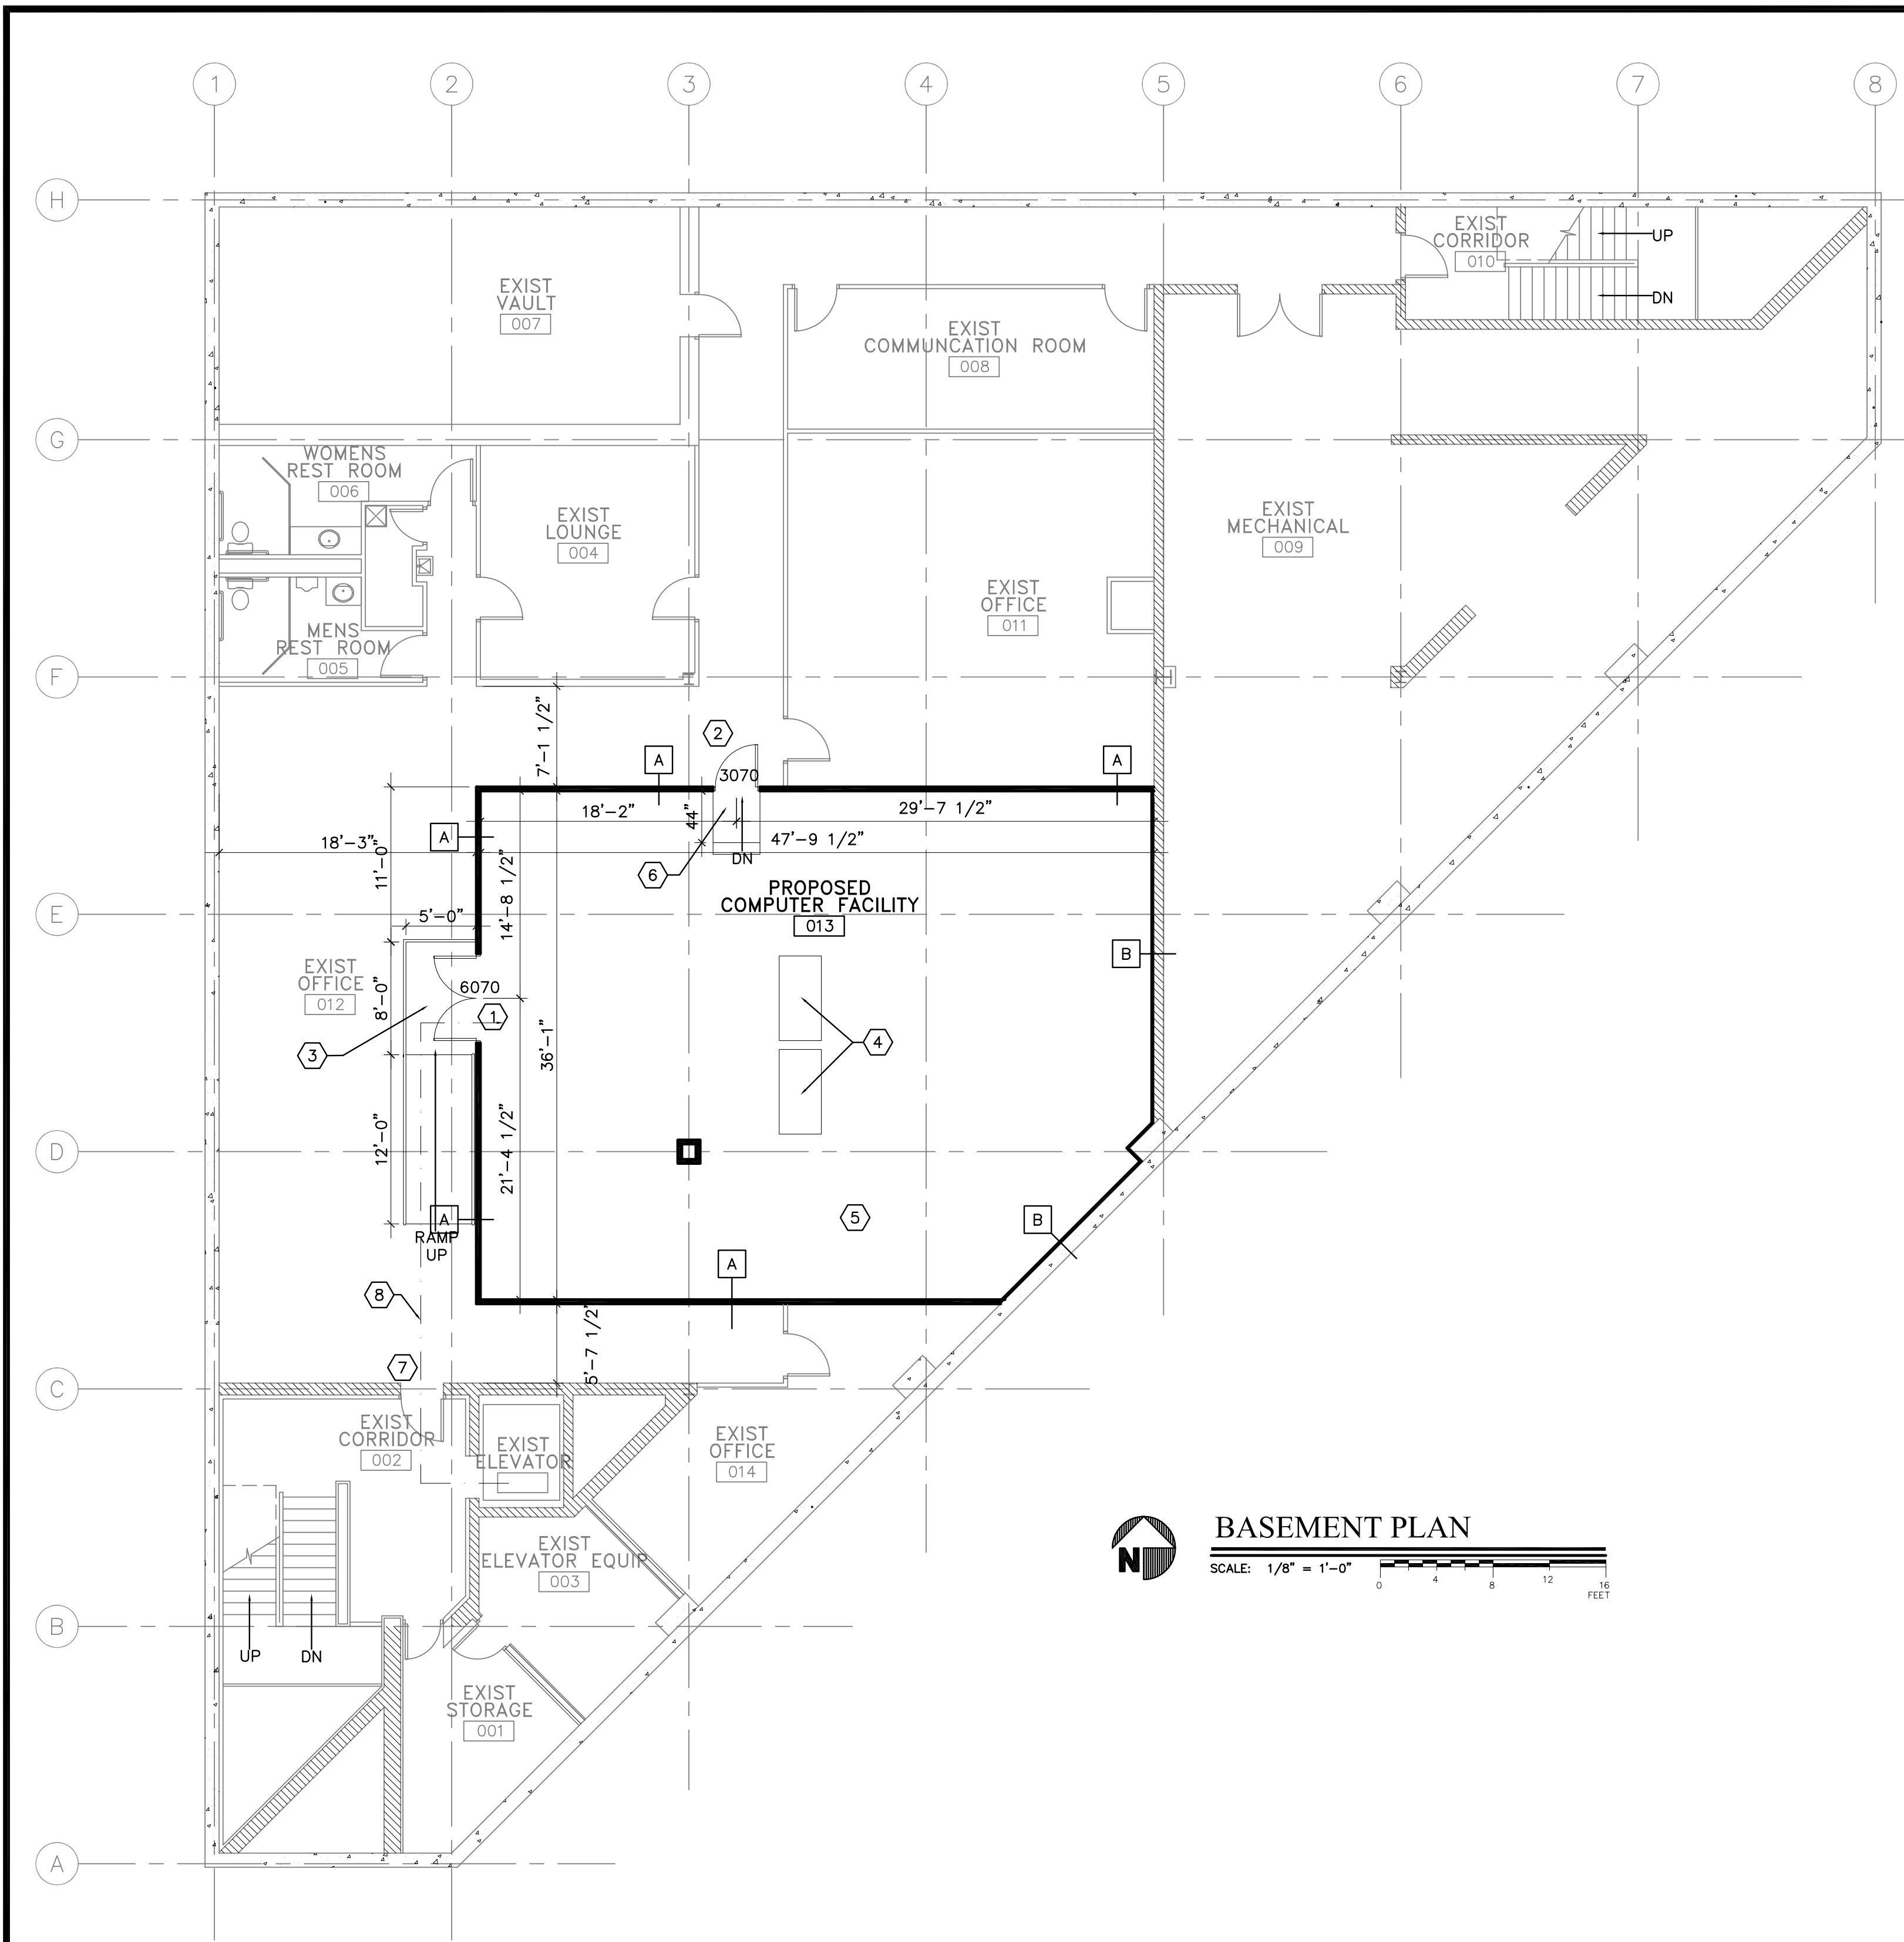 1 2 3 4 5 6 7 8
H
EXIST
CORRIDOR
010
UP
DN
EXIST
VAULT
007
EXIST
COMMUNCATION ROOM
008
G
WOMENS
REST ROOM
006
EXIST
LOUNGE
004
EXIST
MECHANICAL
009
EXIST
OFFICE
011
MENS
REST ROOM
005
F
7'-1 1/2"
2
A
3070
A
18'-2"
44"
29'-7 1/2"
A
18'-3"
47'-9 1/2"
11'-0"
14'-8 1/2"
DN
6
PROPOSED
COMPUTER FACILITY
013
E
5'-0"
B
EXIST
OFFICE
012
6070
8'-0"
1
3
36'-1"
4
12'-0"
D
21'-4 1/2"
A
5
B
RAMP
UP
A
8
5'-7 1/2"
7
C
EXIST
CORRIDOR
002
EXIST
ELEVATOR
EXIST
OFFICE
014
EXIST
ELEVATOR EQUIP
003
N
BASEMENT PLAN
SCALE: 1/8" = 1'-0"
0 4 8 12 16
FEET
B
UP
DN
EXIST
STORAGE
001
A